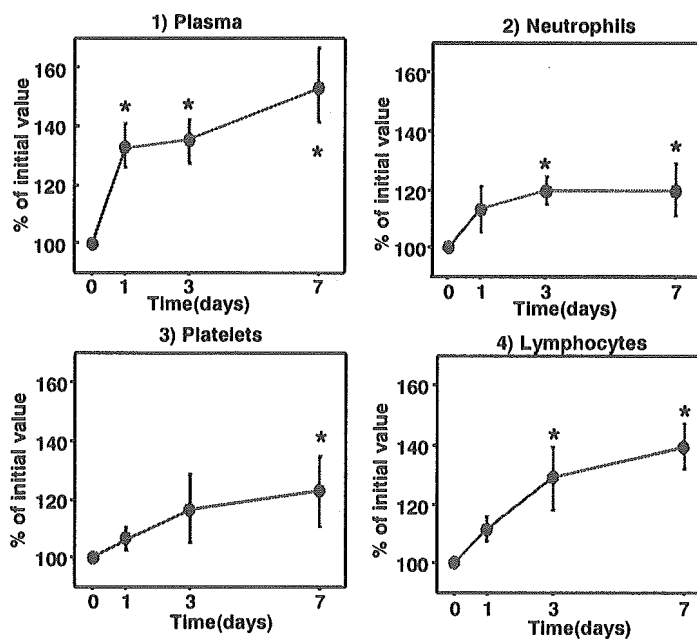 1) Plasma
% of initial value
160
140
120
100
*
*
*
0 1 3 7
Time(days)
2) Neutrophils
% of initial value
160
140
120
100
*
*
0 1 3 7
Time(days)
3) Platelets
% of initial value
160
140
120
100
*
0 1 3 7
Time(days)
4) Lymphocytes
% of initial value
160
140
120
100
*
*
0 1 3 7
Time(days)